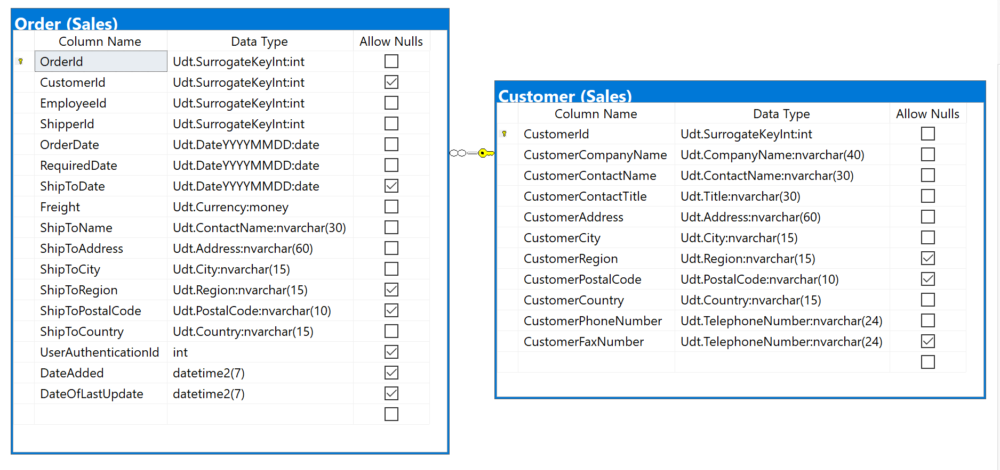 Order (Sales)
Column Name Data Type Allow Nulls
OrderId Udt.SurrogateKeyInt:int
CustomerId Udt.SurrogateKeyInt:int
EmployeeId Udt.SurrogateKeyInt:int
ShipperId Udt.SurrogateKeyInt:int
OrderDate Udt.DateYYYYMMDD:date
RequiredDate Udt.DateYYYYMMDD:date
ShipToDate Udt.DateYYYYMMDD:date
Freight Udt.Currency:money
ShipToName Udt.ContactName:nvarchar(30)
ShipToAddress Udt.Address:nvarchar(60)
ShipToCity Udt.City:nvarchar(15)
ShipToRegion Udt.Region:nvarchar(15)
ShipToPostalCode Udt.PostalCode:nvarchar(10)
ShipToCountry Udt.Country:nvarchar(15)
UserAuthenticationId int
DateAdded datetime2(7)
DateOfLastUpdate datetime2(7)
Customer (Sales)
Column Name Data Type Allow Nulls
CustomerId Udt.SurrogateKeyInt:int
CustomerCompanyName Udt.CompanyName:nvarchar(40)
CustomerContactName Udt.ContactName:nvarchar(30)
CustomerContactTitle Udt.Title:nvarchar(30)
CustomerAddress Udt.Address:nvarchar(60)
CustomerCity Udt.City:nvarchar(15)
CustomerRegion Udt.Region:nvarchar(15)
CustomerPostalCode Udt.PostalCode:nvarchar(10)
CustomerCountry Udt.Country:nvarchar(15)
CustomerPhoneNumber Udt.TelephoneNumber:nvarchar(24)
CustomerFaxNumber Udt.TelephoneNumber:nvarchar(24)